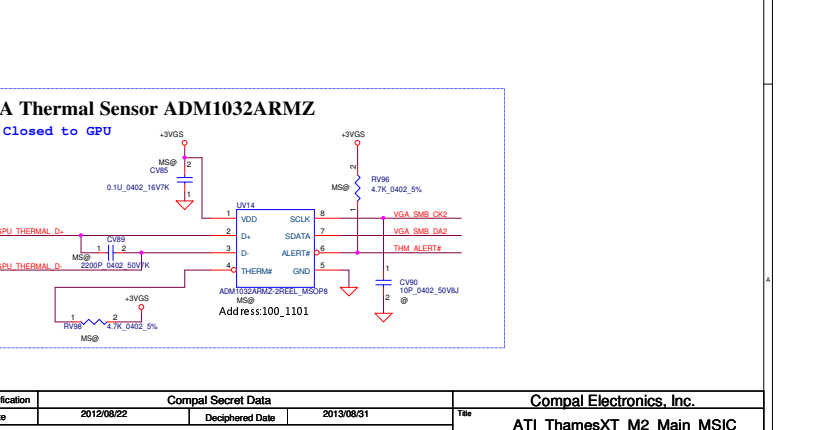 A Thermal Sensor ADM1032ARMZ
Closed to GPU
+3VGS
+3VGS
MS@
2
CV85
0.1U_0402_16V7K
1
2
MS@
RV96
4.7K_0402_5%
1
UV14
1 VDD SCLK 8 VGA_SMB_CK2
GPU_THERMAL_D+ 2 D+ SDATA 7 VGA_SMB_DA2
CV89
1 2 3 D- ALERT# 6 THM_ALERT#
MS@
GPU_THERMAL_D- 2200P_0402_50V7K 4 THERM# GND 5
1
CV90
10P_0402_50V8J
2 @
ADM1032ARMZ-2REEL_MSOP8
MS@
Address:100_1101
+3VGS
1 2
RV98 4.7K_0402_5%
MS@
A
fication Compal Secret Data Compal Electronics, Inc.
te 2012/08/22 Deciphered Date 2013/08/31 Title
ATI_ThamesXT_M2_Main_MSIC